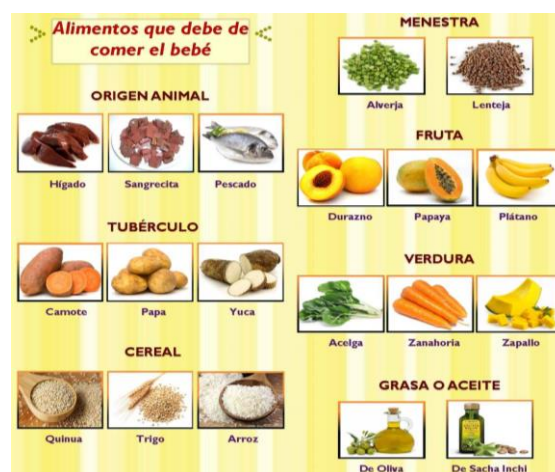 Alimentos que debe de
comer el bebé
ORIGEN ANIMAL
Hígado Sangrecita Pescado
TUBÉRCULO
Camote Papa Yuca
CEREAL
Quinua Trigo Arroz
MENESTRA
Alverja Lenteja
FRUTA
Durazno Papaya Plátano
VERDURA
Acelga Zanahoria Zapallo
GRASA O ACEITE
De Oliva De Sacha Inchi